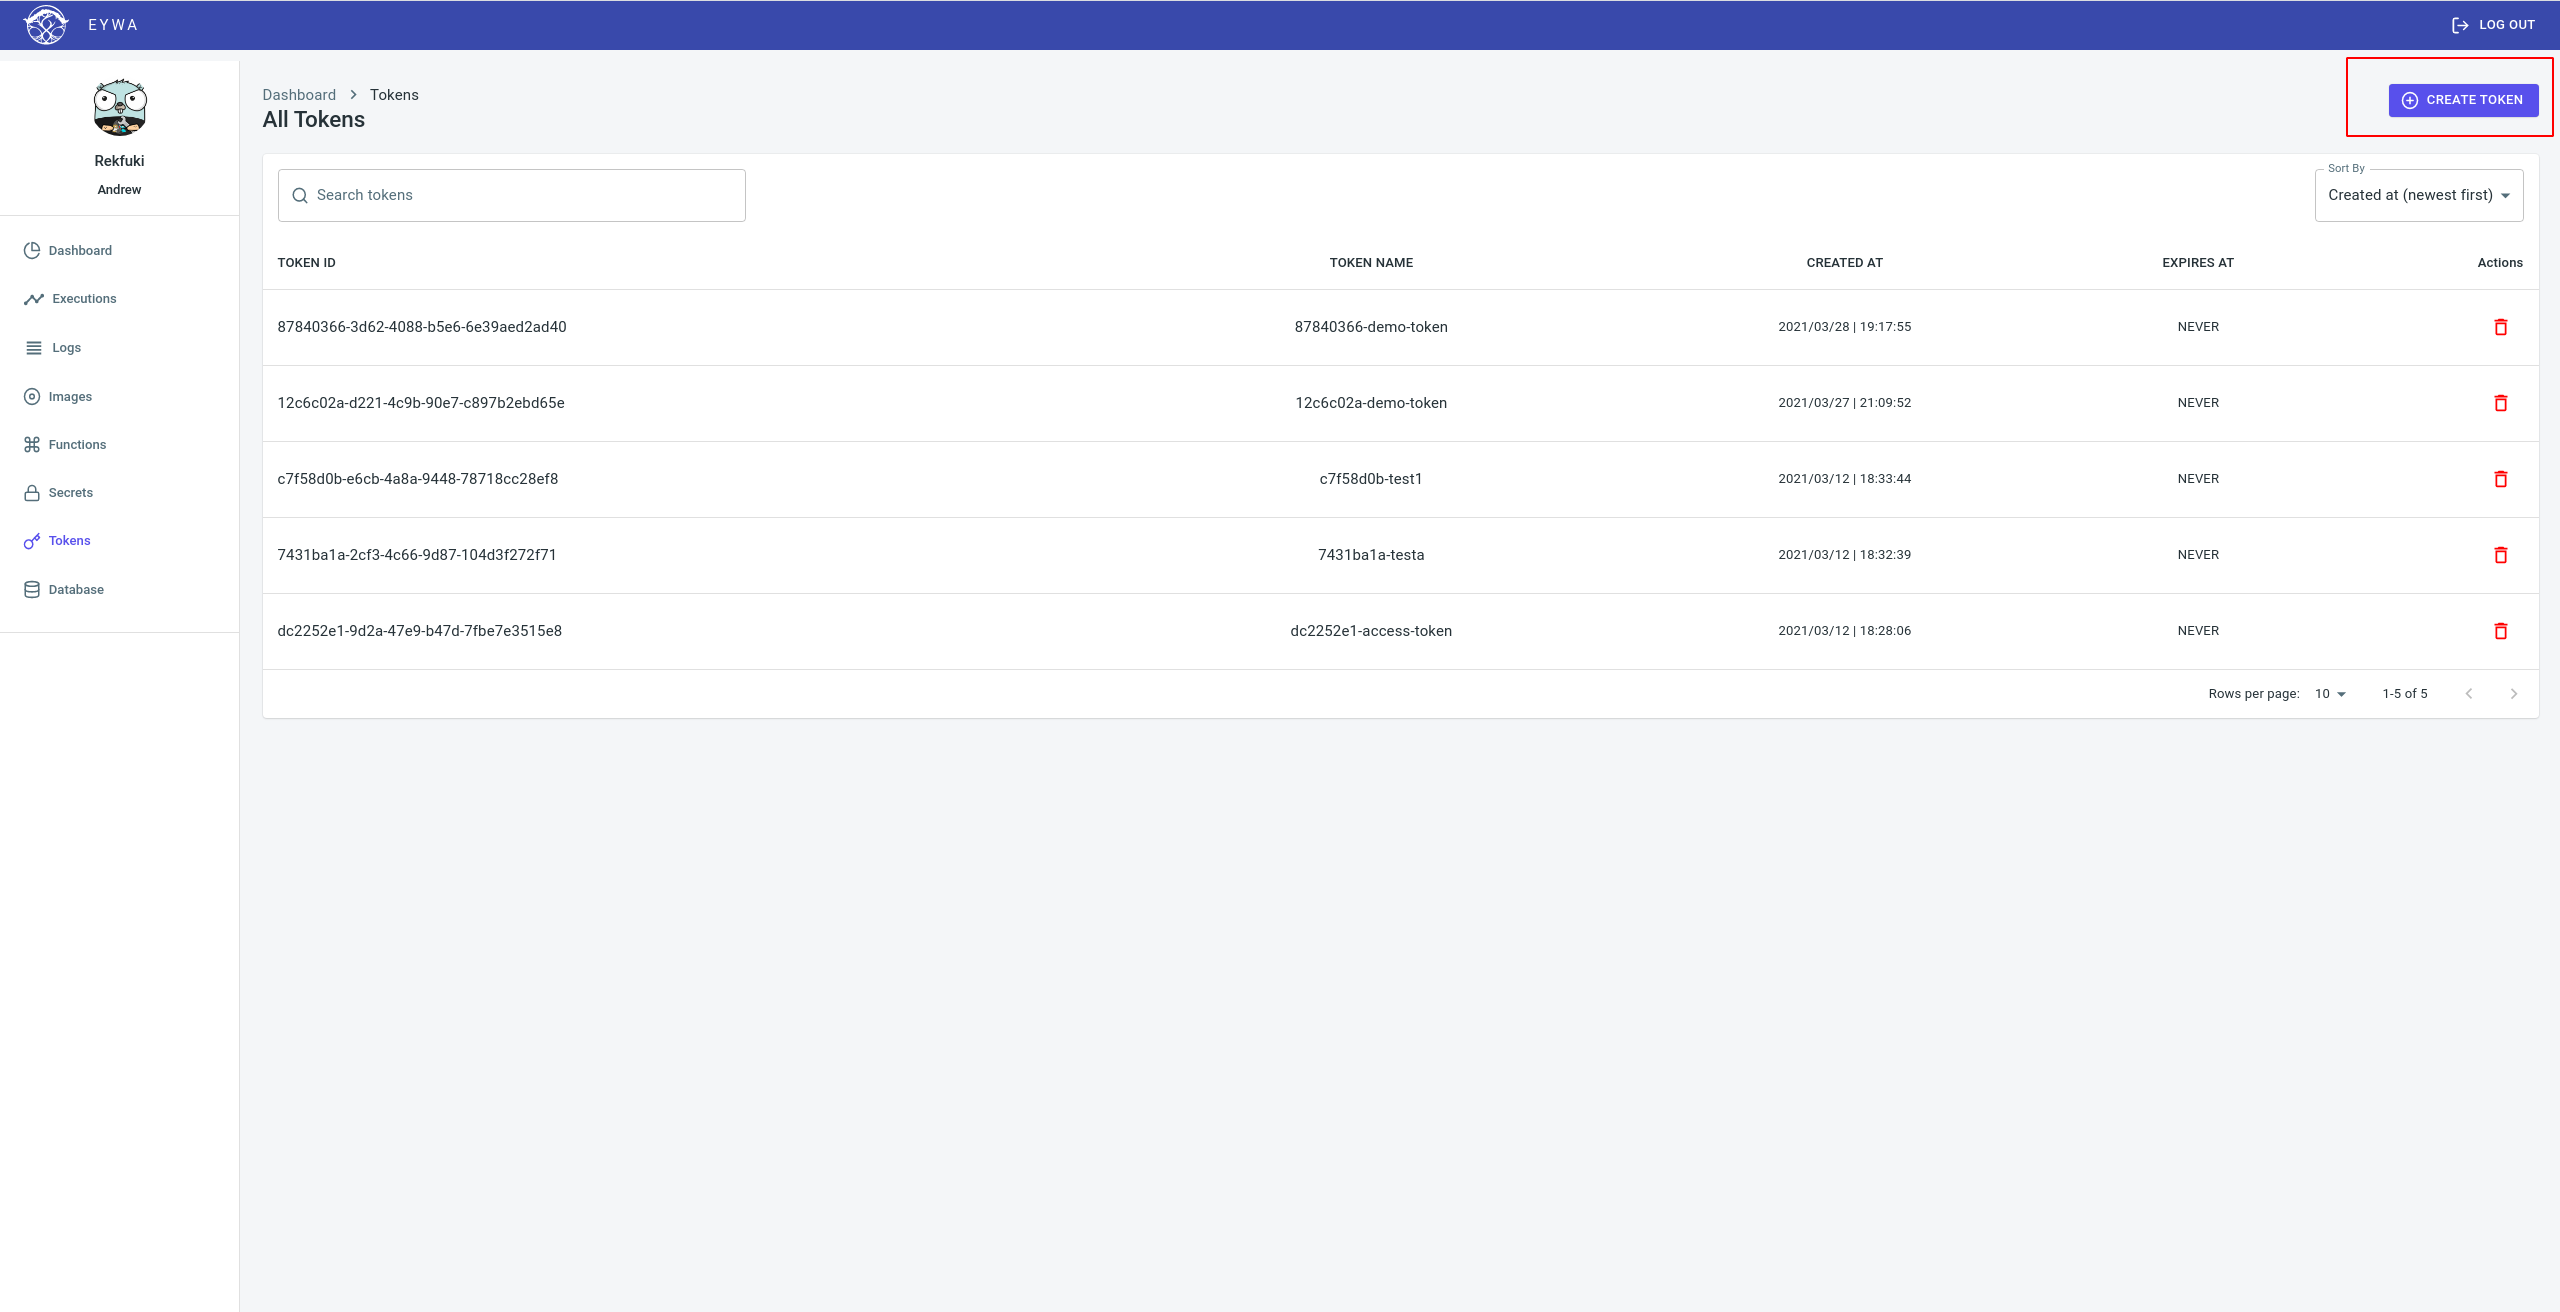 EYWA
LOG OUT
Rekfuki
Andrew
Dashboard
Executions
Logs
Images
Functions
Secrets
Tokens
Database
Dashboard > Tokens
All Tokens
CREATE TOKEN
Search tokens
Sort By
Created at (newest first)
TOKEN ID TOKEN NAME CREATED AT EXPIRES AT Actions
87840366-3d62-4088-b5e6-6e39aed2ad40 87840366-demo-token 2021/03/28 | 19:17:55 NEVER
12c6c02a-d221-4c9b-90e7-c897b2ebd65e 12c6c02a-demo-token 2021/03/27 | 21:09:52 NEVER
c7f58d0b-e6cb-4a8a-9448-78718cc28ef8 c7f58d0b-test1 2021/03/12 | 18:33:44 NEVER
7431ba1a-2cf3-4c66-9d87-104d3f272f71 7431ba1a-testa 2021/03/12 | 18:32:39 NEVER
dc2252e1-9d2a-47e9-b47d-7fbe7e3515e8 dc2252e1-access-token 2021/03/12 | 18:28:06 NEVER
Rows per page: 10 1-5 of 5